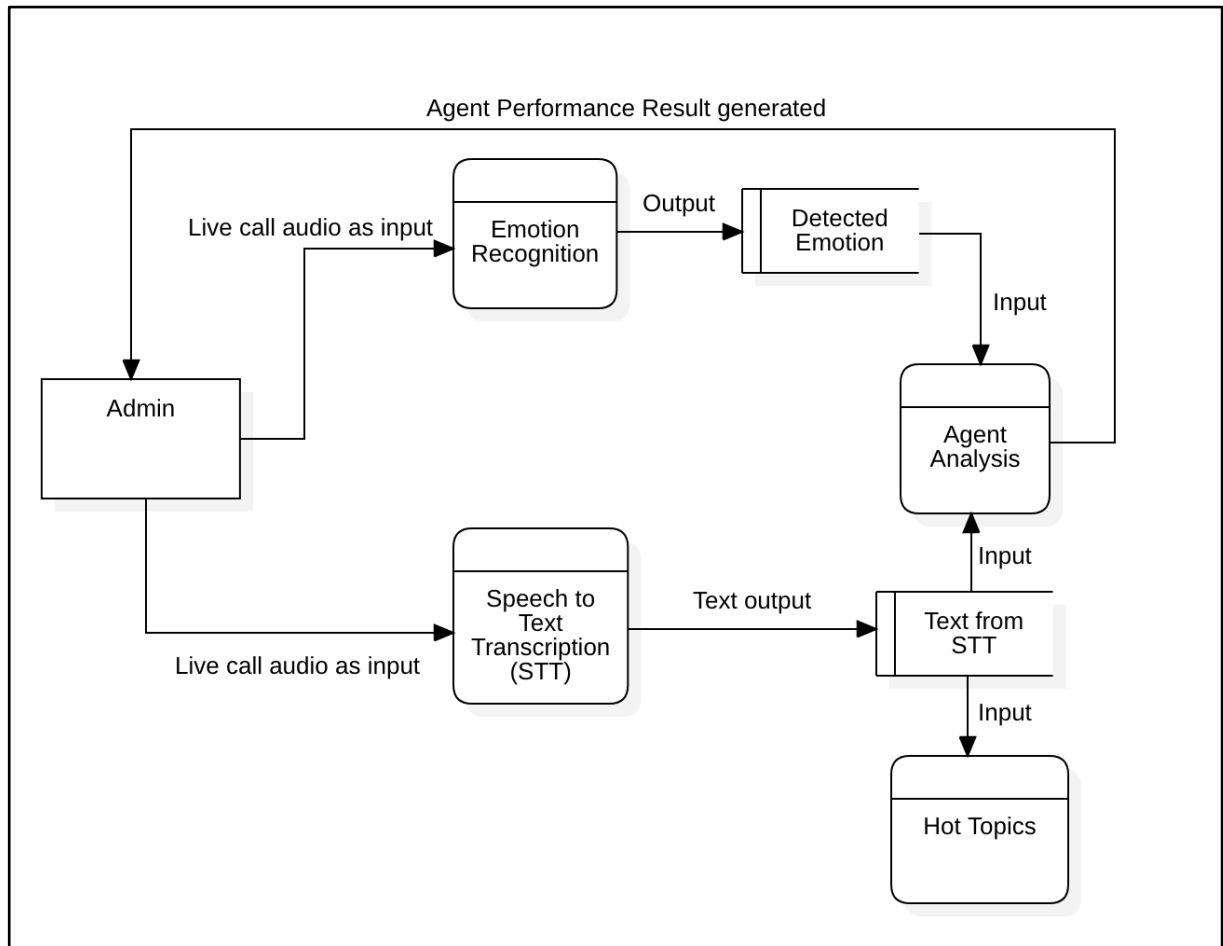 Agent Performance Result generated
Live call audio as input
Emotion
Recognition
Output
Detected
Emotion
Input
Admin
Agent
Analysis
Input
Speech to
Text
Transcription
(STT)
Text output
Text from
STT
Live call audio as input
Input
Hot Topics